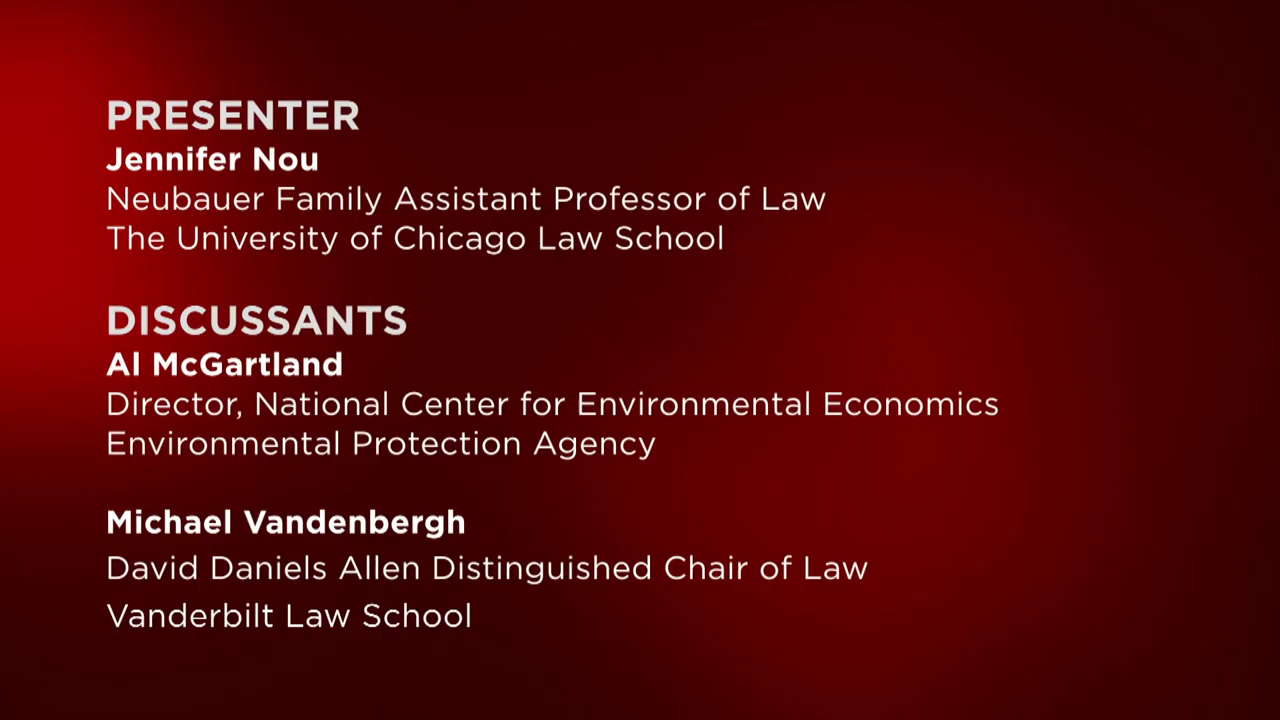 PRESENTER
Jennifer Nou
Neubauer Family Assistant Professor of Law
The University of Chicago Law School
DISCUSSANTS
Al McGartland
Director, National Center for Environmental Economics
Environmental Protection Agency
Michael Vandenbergh
David Daniels Allen Distinguished Chair of Law
Vanderbilt Law School